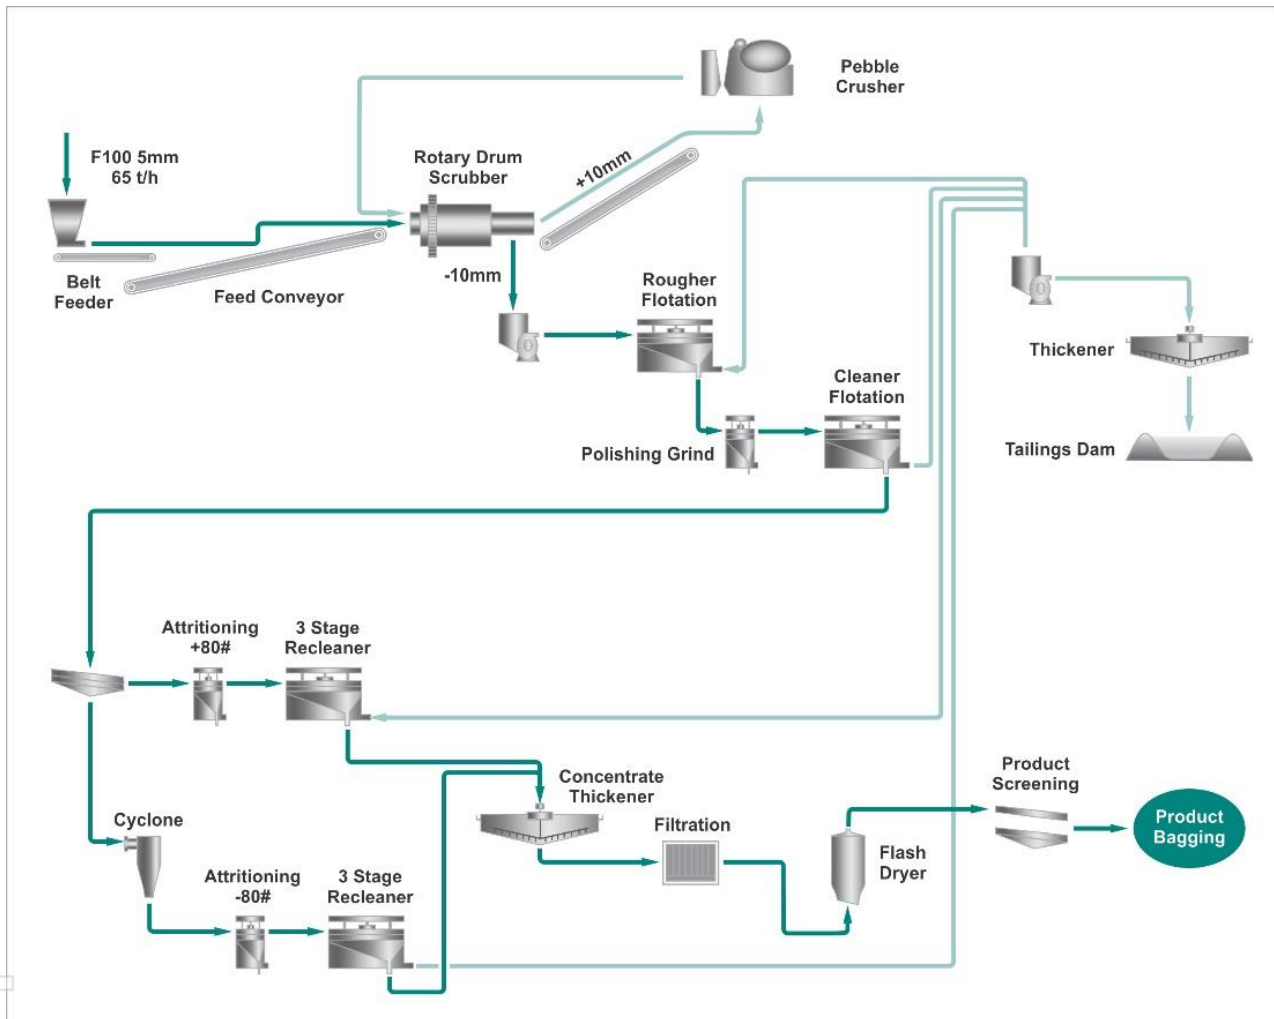 Pebble
Crusher
F100 5mm
65 t/h
Rotary Drum
Scrubber
+10mm
Belt
Feeder
Feed Conveyor
-10mm
Rougher
Flotation
Thickener
Cleaner
Flotation
Polishing Grind
Tailings Dam
Attritioning
+80#
3 Stage
Recleaner
Concentrate
Thickener
Product
Screening
Cyclone
Filtration
Product
Bagging
Flash
Dryer
Attritioning
-80#
3 Stage
Recleaner